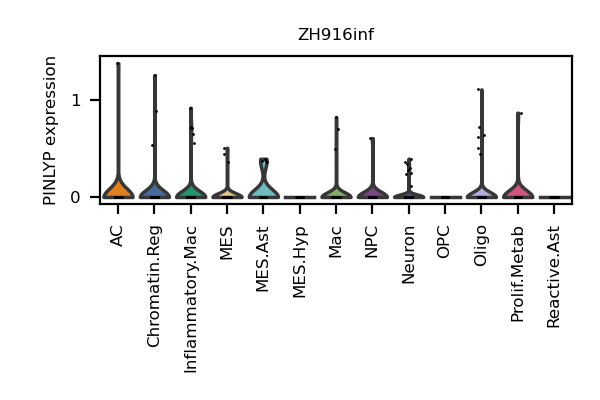 ZH916inf
PINLYP expression
1
0
AC
Chromatin.Reg
Inflammatory.Mac
MES
MES.Ast
MES.Hyp
Mac
NPC
Neuron
OPC
Oligo
Prolif.Metab
Reactive.Ast